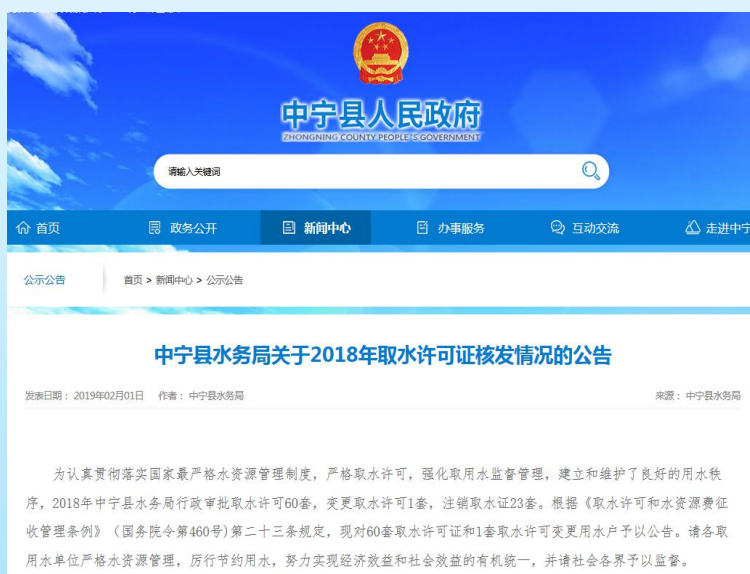 中宁县人民政府
ZHONGNING COUNTY PEOPLE'S GOVERNMENT
请输入关键词
首页 政务公开 新闻中心 办事服务 互动交流 走进中宁
公示公告 首页 > 新闻中心 > 公示公告
中宁县水务局关于2018年取水许可证核发情况的公告
发表日期：2019年02月01日 作者：中宁县水务局 来源：中宁县水务局
为认真贯彻落实国家最严格水资源管理制度，严格取水许可，强化取用水监督管理，建立和维护了良好的用水秩
序，2018年中宁县水务局行政审批取水许可60套，变更取水许可1套，注销取水证23套。根据《取水许可和水资源费征
收管理条例》（国务院令第460号)第二十三条规定，现对60套取水许可证和1套取水许可变更用水户予以公告。请各取
用水单位严格水资源管理，厉行节约用水，努力实现经济效益和社会效益的有机统一，并请社会各界予以监督。